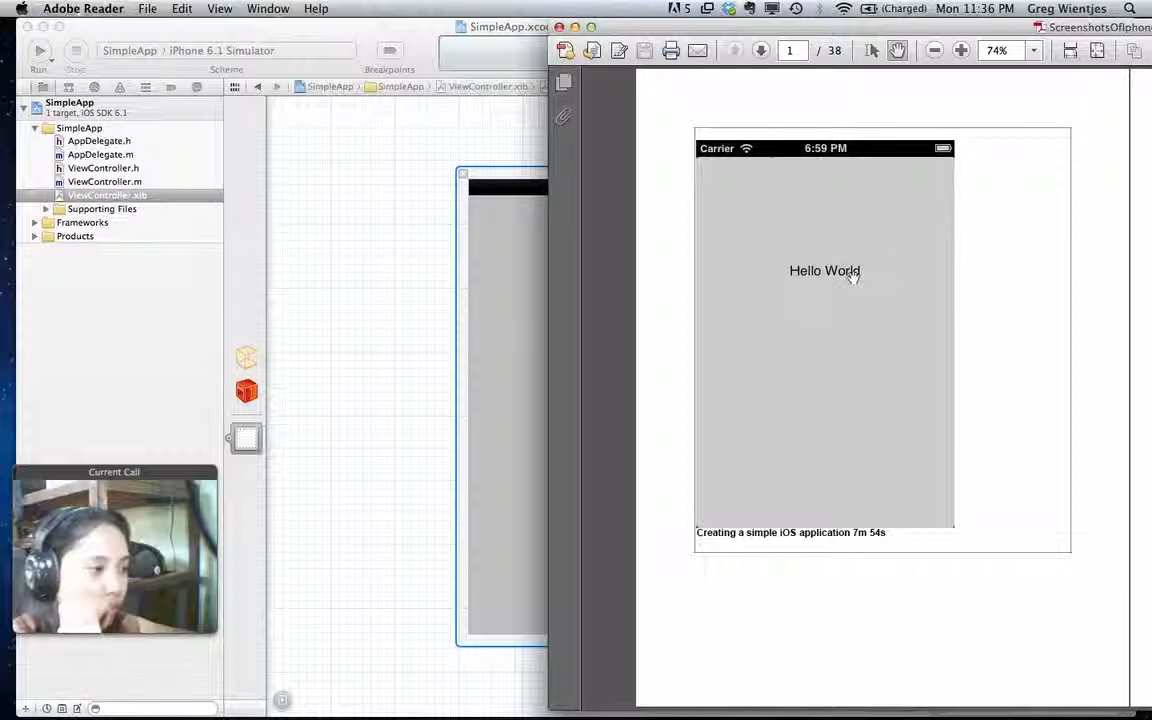 Adobe Reader File Edit View Window Help
5 (Charged) Mon 11:36 PM Greg Wientjes
SimpleApp.xco
ScreenshotsOfIphon
SimpleApp iPhone 6.1 Simulator
1 / 38 74%
Run Stop Scheme Breakpoints
SimpleApp SimpleApp ViewController.xib
SimpleApp
1 target, iOS SDK 6.1
SimpleApp
h AppDelegate.h
m AppDelegate.m
h ViewController.h
m ViewController.m
ViewController.xib
Supporting Files
Frameworks
Products
Carrier 6:59 PM
Hello World
Creating a simple iOS application 7m 54s
Current Call